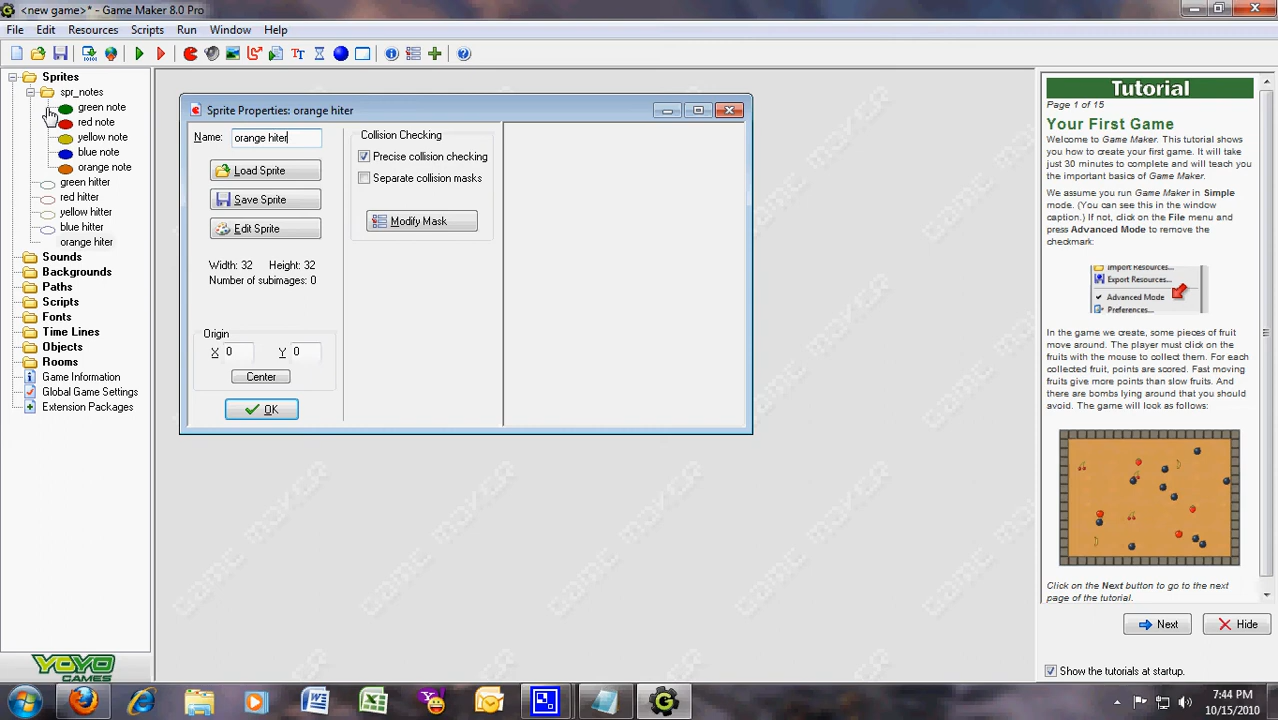 <new game>* - Game Maker 8.0 Pro
File Edit Resources Scripts Run Window Help
Sprites
spr_notes
green note
red note
yellow note
blue note
orange note
green hitter
red hitter
yellow hitter
blue hitter
orange hiter
Sounds
Backgrounds
Paths
Scripts
Fonts
Time Lines
Objects
Rooms
Game Information
Global Game Settings
Extension Packages
YOYO
GAMES
Sprite Properties: orange hiter
Name: orange hiter
Load Sprite
Save Sprite
Edit Sprite
Width: 32 Height: 32
Number of subimages: 0
Origin
X 0 Y 0
Center
OK
Collision Checking
Precise collision checking
Separate collision masks
Modify Mask
GAME MAKER
Tutorial
Page 1 of 15
Your First Game
Welcome to Game Maker. This tutorial
shows you how to create your first game. It will take
just 30 minutes to complete and will teach you
the important basics of Game Maker.
We assume you run Game Maker in Simple
mode. (You can see this in the window
caption.) If not, click on the File menu and
press Advanced Mode to remove the
checkmark:
Import Resources...
Export Resources...
Advanced Mode
Preferences...
In the game we create, some pieces of fruit
move around. The player must click on the
fruits with the mouse to collect them. For each
collected fruit, points are scored. Fast moving
fruits give more points than slow fruits. And
there are bombs lying around that you should
avoid. The game will look as follows:
Click on the Next button to go to the next
page of the tutorial.
Next Hide
Show the tutorials at startup.
7:44 PM
10/15/2010